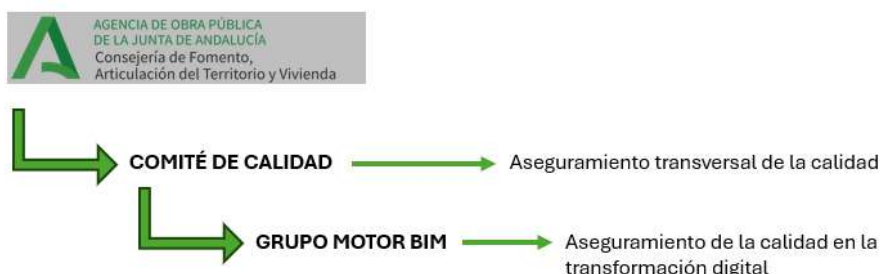 AGENCIA DE OBRA PÚBLICA
DE LA JUNTA DE ANDALUCÍA
Consejería de Fomento,
Articulación del Territorio y Vivienda
COMITÉ DE CALIDAD Aseguramiento transversal de la calidad
GRUPO MOTOR BIM Aseguramiento de la calidad en la
transformación digital